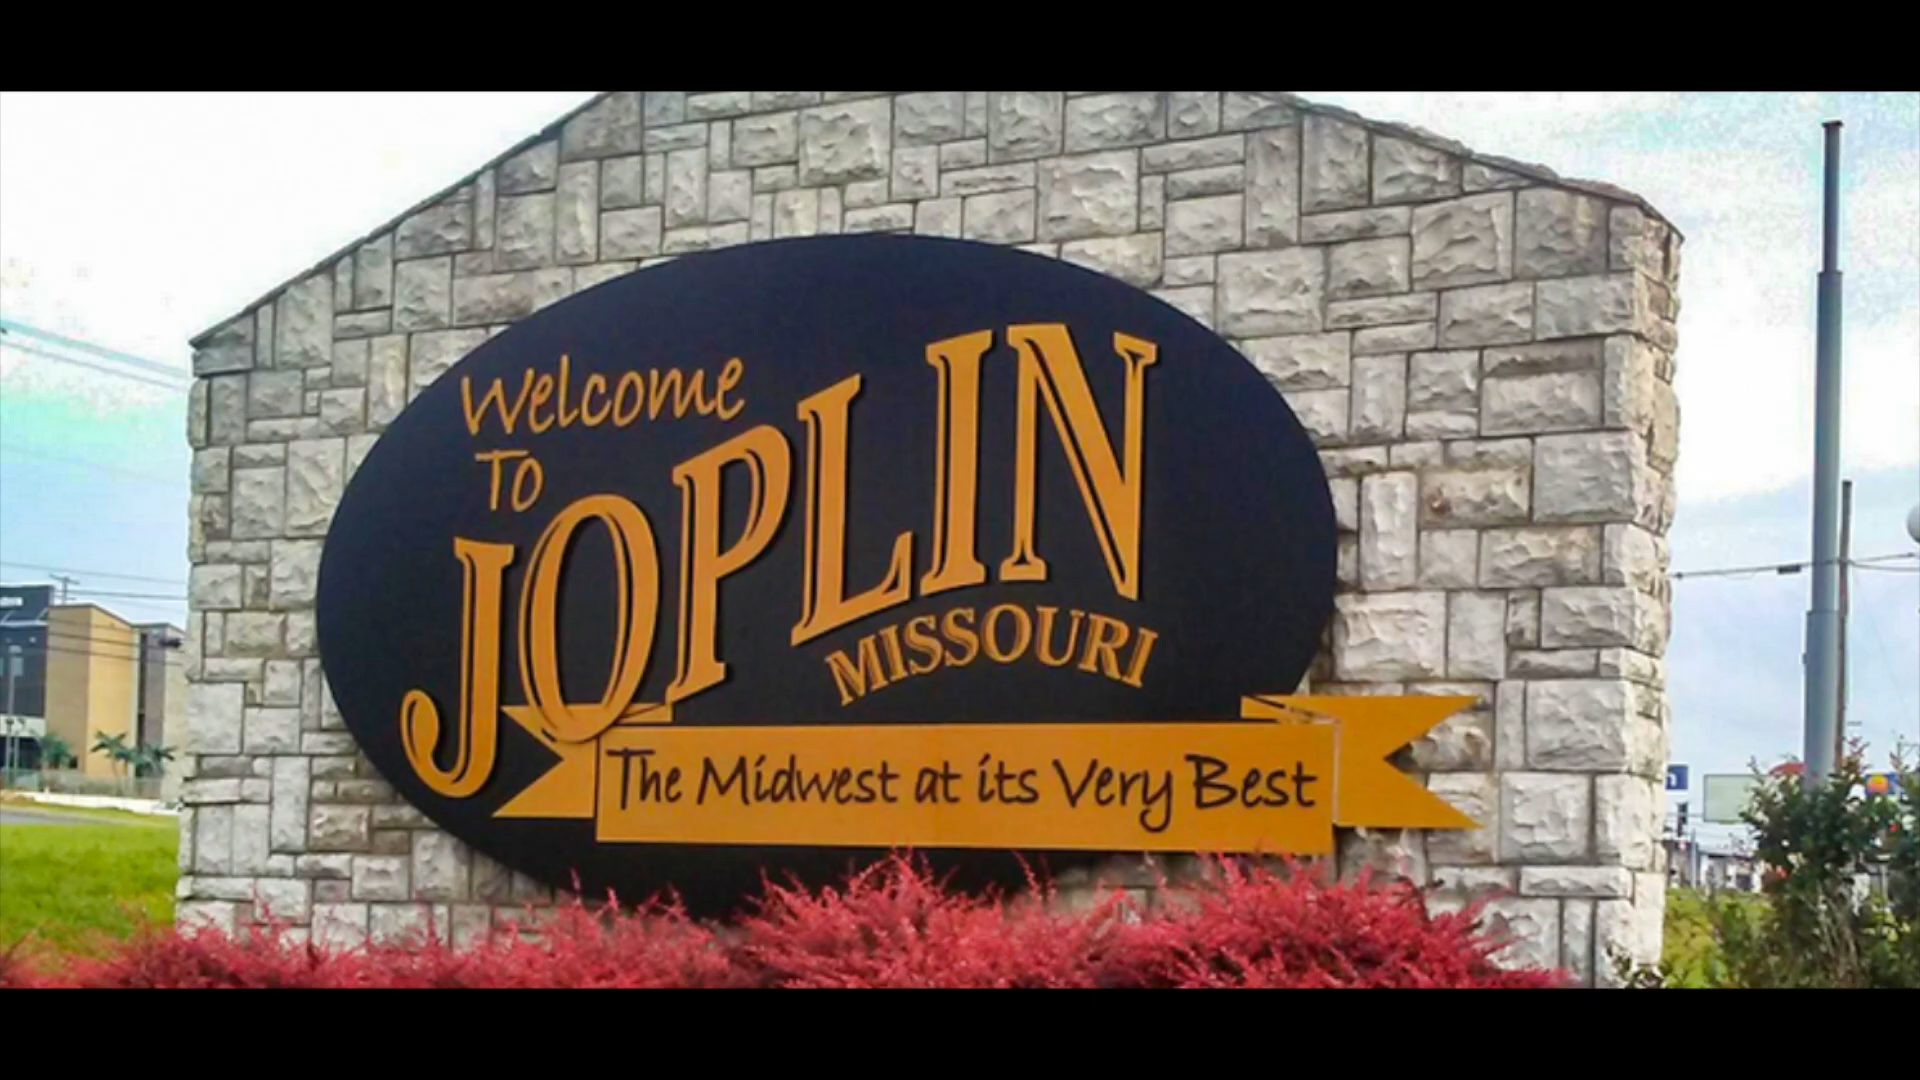 Welcome
To
JOPLIN
MISSOURI
The Midwest at its Very Best